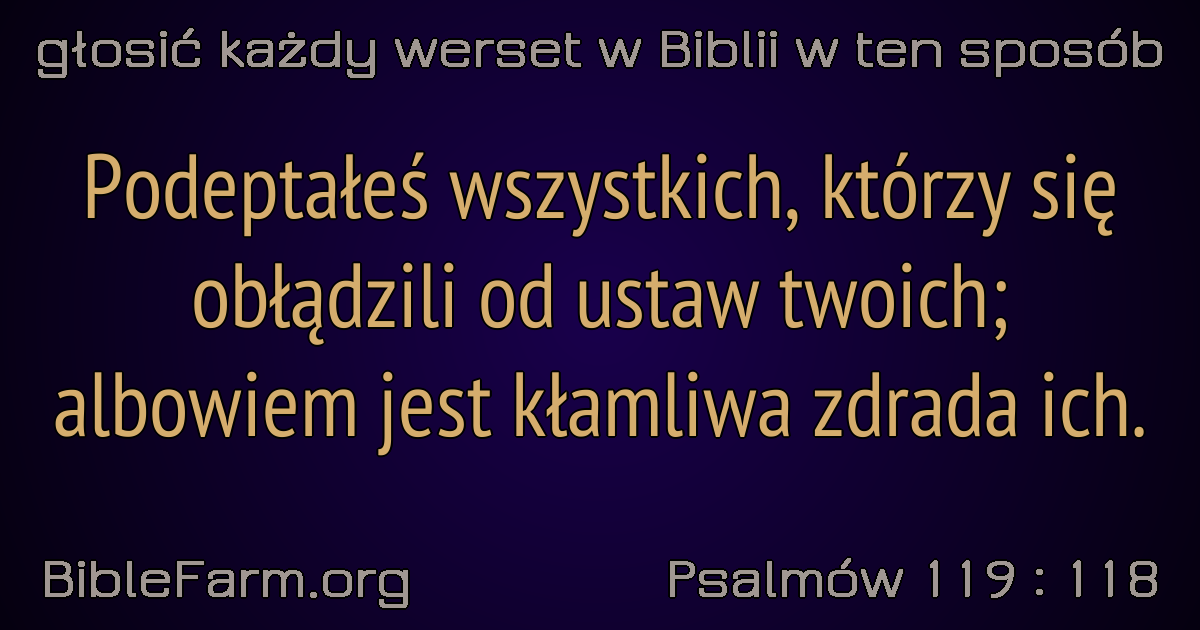 głosić każdy werset w Biblii w ten sposób
Podeptałeś wszystkich, którzy się
obłądzili od ustaw twoich;
albowiem jest kłamliwa zdrada ich.
BibleFarm.org
Psalmów 119 : 118